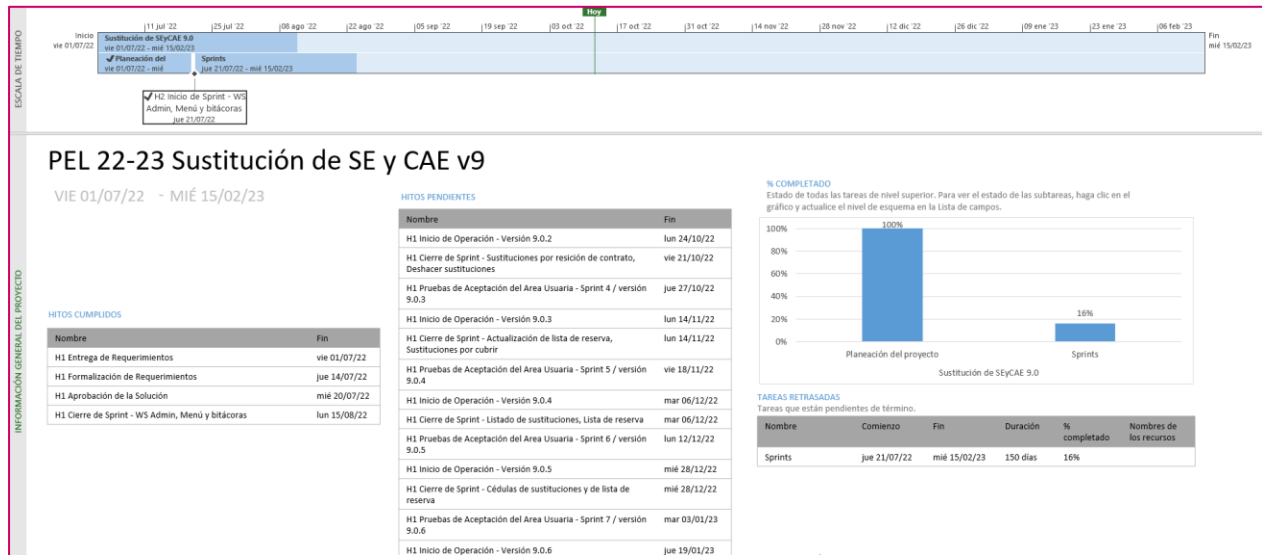 Hoy
11 jul '22 25 jul '22 08 ago '22 22 ago '22 05 sep '22 19 sep '22 03 oct '22 17 oct '22 31 oct '22 14 nov '22 28 nov '22 12 dic '22 26 dic '22 09 ene '23 23 ene '23 06 feb '23
ESCALA DE TIEMPO
Inicio
vie 01/07/22
Sustitución de SEyCAE 9.0
vie 01/07/22 - mié 15/02/23
Fin
mié 15/02/23
Planeación del
vie 01/07/22 - mié
Sprints
jue 21/07/22 - mié 15/02/23
H2 Inicio de Sprint - WS
Admin, Menú y bitácoras
jue 21/07/22
INFORMACIÓN GENERAL DEL PROYECTO
PEL 22-23 Sustitución de SE y CAE v9
VIE 01/07/22 - MIÉ 15/02/23
HITOS CUMPLIDOS
Nombre Fin
H1 Entrega de Requerimientos vie 01/07/22
H1 Formalización de Requerimientos jue 14/07/22
H1 Aprobación de la Solución mié 20/07/22
H1 Cierre de Sprint - WS Admin, Menú y bitácoras lun 15/08/22
HITOS PENDIENTES
Nombre Fin
H1 Inicio de Operación - Versión 9.0.2 lun 24/10/22
H1 Cierre de Sprint - Sustituciones por resición de contrato, vie 21/10/22
Deshacer sustituciones
H1 Pruebas de Aceptación del Area Usuaria - Sprint 4 / versión jue 27/10/22
9.0.3
H1 Inicio de Operación - Versión 9.0.3 lun 14/11/22
H1 Cierre de Sprint - Actualización de lista de reserva, lun 14/11/22
Sustituciones por cubrir
H1 Pruebas de Aceptación del Area Usuaria - Sprint 5 / versión vie 18/11/22
9.0.4
H1 Inicio de Operación - Versión 9.0.4 mar 06/12/22
H1 Cierre de Sprint - Listado de sustituciones, Lista de reserva mar 06/12/22
H1 Pruebas de Aceptación del Area Usuaria - Sprint 6 / versión lun 12/12/22
9.0.5
H1 Inicio de Operación - Versión 9.0.5 mié 28/12/22
H1 Cierre de Sprint - Cédulas de sustituciones y de lista de mié 28/12/22
reserva
H1 Pruebas de Aceptación del Area Usuaria - Sprint 7 / versión mar 03/01/23
9.0.6
H1 Inicio de Operación - Versión 9.0.6 jue 19/01/23
% COMPLETADO
Estado de todas las tareas de nivel superior. Para ver el estado de las subtareas, haga clic en el
gráfico y actualice el nivel de esquema en la Lista de campos.
100%
80%
60%
40%
20%
0%
100%
16%
Planeación del proyecto Sprints
Sustitución de SEyCAE 9.0
TAREAS RETRASADAS
Tareas que están pendientes de término.
Nombre Comienzo Fin Duración % completado Nombres de los recursos
Sprints jue 21/07/22 mié 15/02/23 150 días 16%